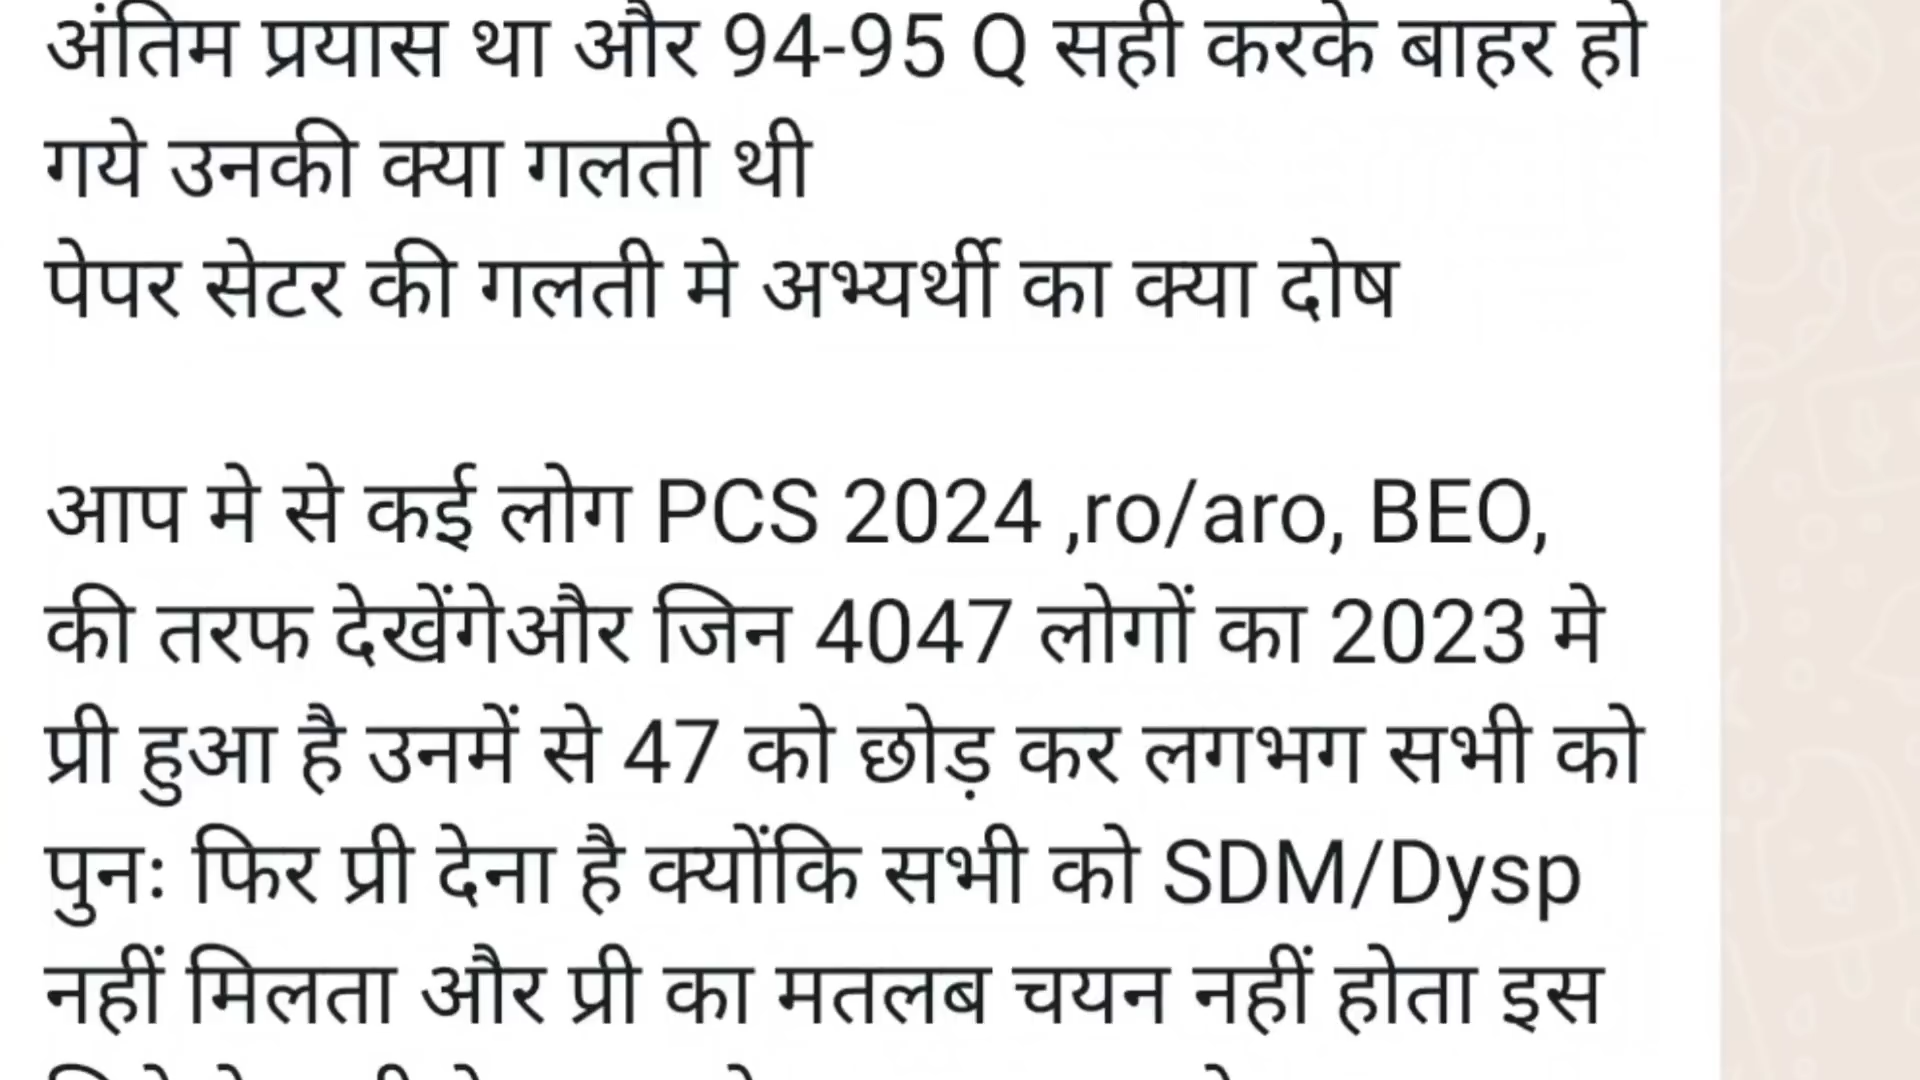 अंतिम प्रयास था और 94-95 Q सही करके बाहर हो
गये उनकी क्या गलती थी
पेपर सेटर की गलती मे अभ्यर्थी का क्या दोष
आप मे से कई लोग PCS 2024 ,ro/aro, BEO,
की तरफ देखेंगेऔर जिन 4047 लोगों का 2023 मे
प्री हुआ है उनमें से 47 को छोड़ कर लगभग सभी को
पुनः फिर प्री देना है क्योंकि सभी को SDM/Dysp
नहीं मिलता और प्री का मतलब चयन नहीं होता इस